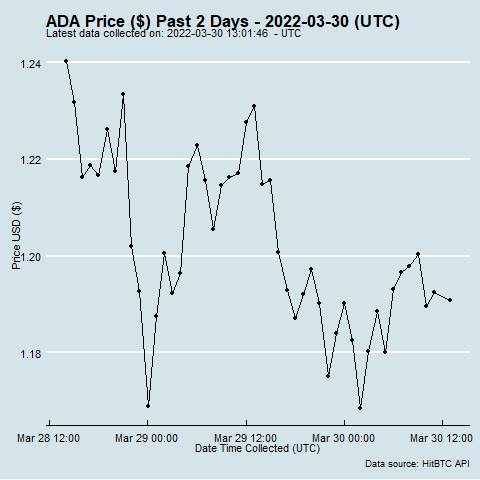 ADA Price ($) Past 2 Days - 2022-03-30 (UTC)
Latest data collected on: 2022-03-30 13:01:46 - UTC
1.24
1.22
1.20
1.18
Price USD ($)
Mar 28 12:00 Mar 29 00:00 Mar 29 12:00 Mar 30 00:00 Mar 30 12:00
Date Time Collected (UTC)
Data source: HitBTC API